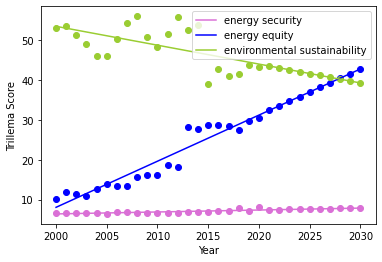 energy security
energy equity
environmental sustainability
50
40
30
20
10
Trillema Score
2000
2005
2010
2015
2020
2025
2030
Year